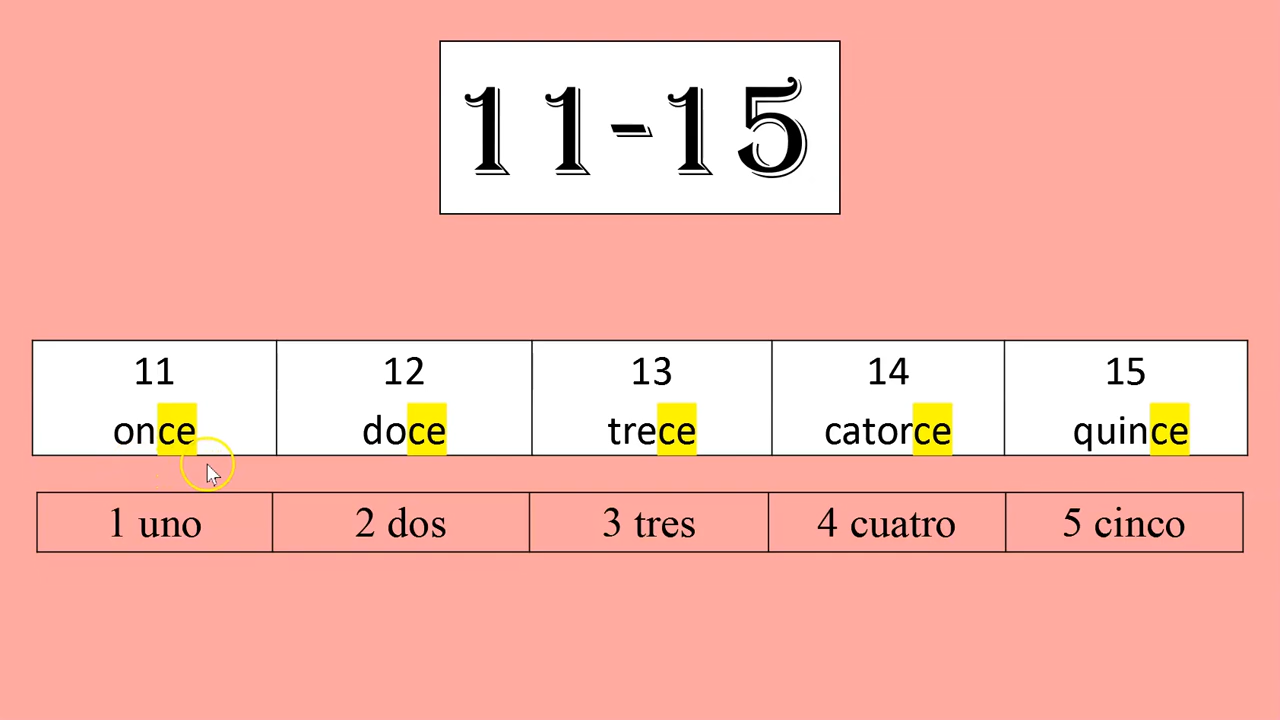 11-15
11 12 13 14 15
once doce trece catorce quince
1 uno 2 dos 3 tres 4 cuatro 5 cinco